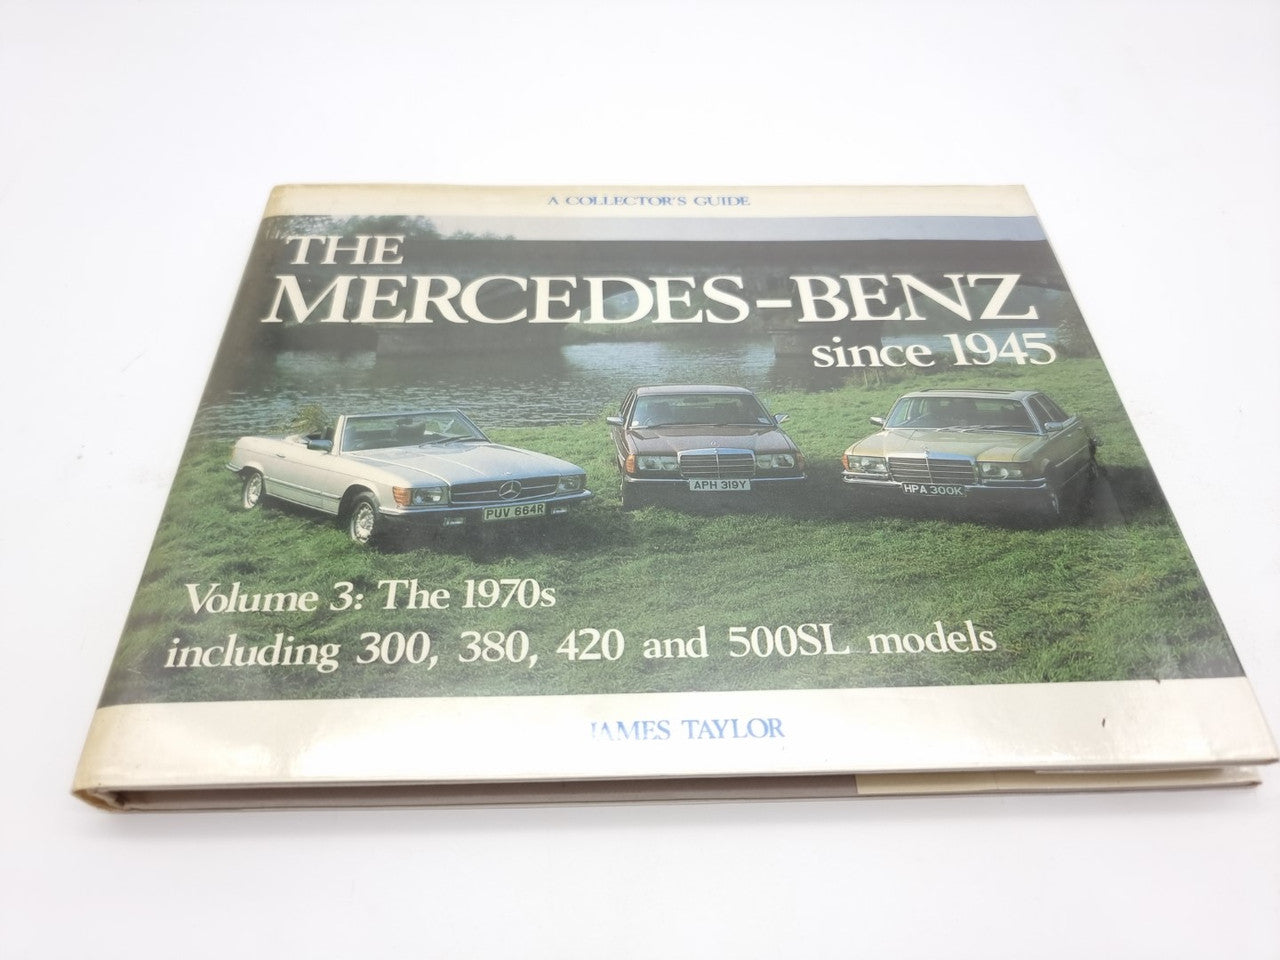 A COLLECTOR'S GUIDE
THE
MERCEDES-BENZ
since 1945
PUV 664R
APH 319Y
HPA 300K
Volume 3: The 1970s
including 300, 380, 420 and 500SL models
JAMES TAYLOR